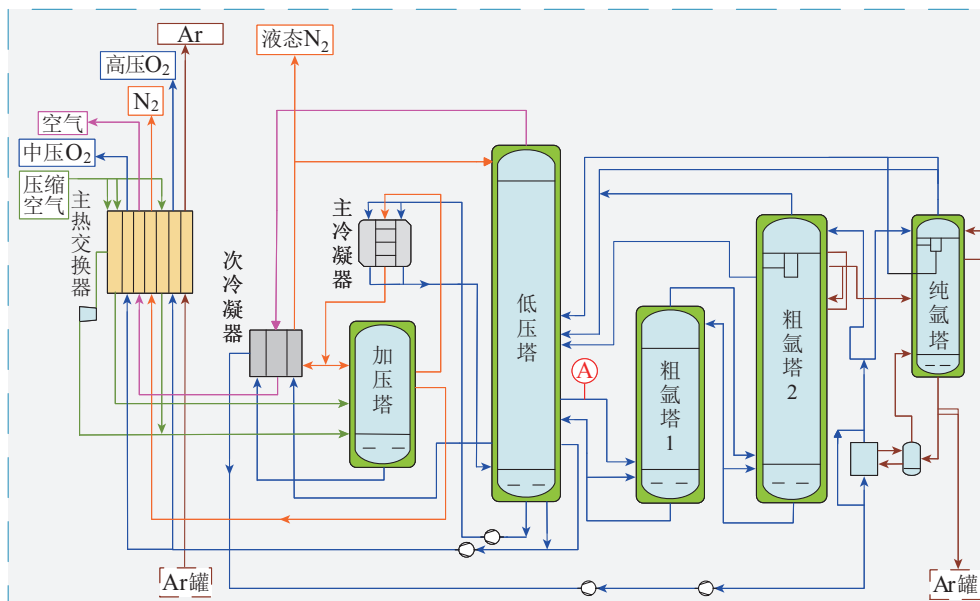 Ar
液态N₂
高压O₂
N₂
空气
中压O₂
压缩
空气
主热交换器
主冷凝器
次冷凝器
加压塔
低压塔
A
粗氩塔1
粗氩塔2
纯氩塔
Ar罐
Ar罐